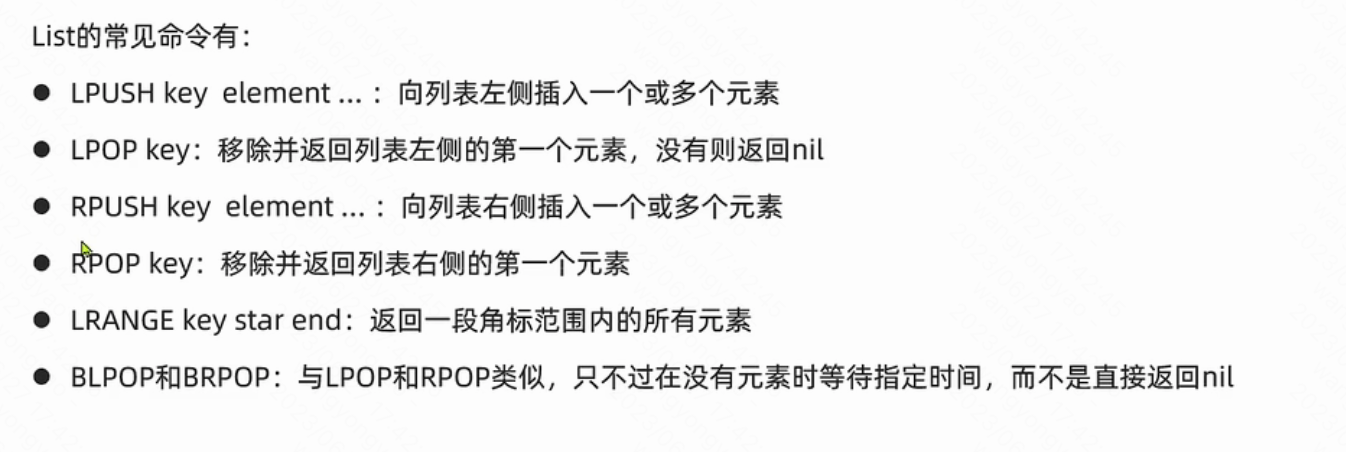 List的常见命令有：
● LPUSH key  element ... ：向列表左侧插入一个或多个元素
● LPOP key：移除并返回列表左侧的第一个元素，没有则返回nil
● RPUSH key  element ... ：向列表右侧插入一个或多个元素
● RPOP key：移除并返回列表右侧的第一个元素
● LRANGE key star end：返回一段角标范围内的所有元素
● BLPOP和BRPOP：与LPOP和RPOP类似，只不过在没有元素时等待指定时间，而不是直接返回nil